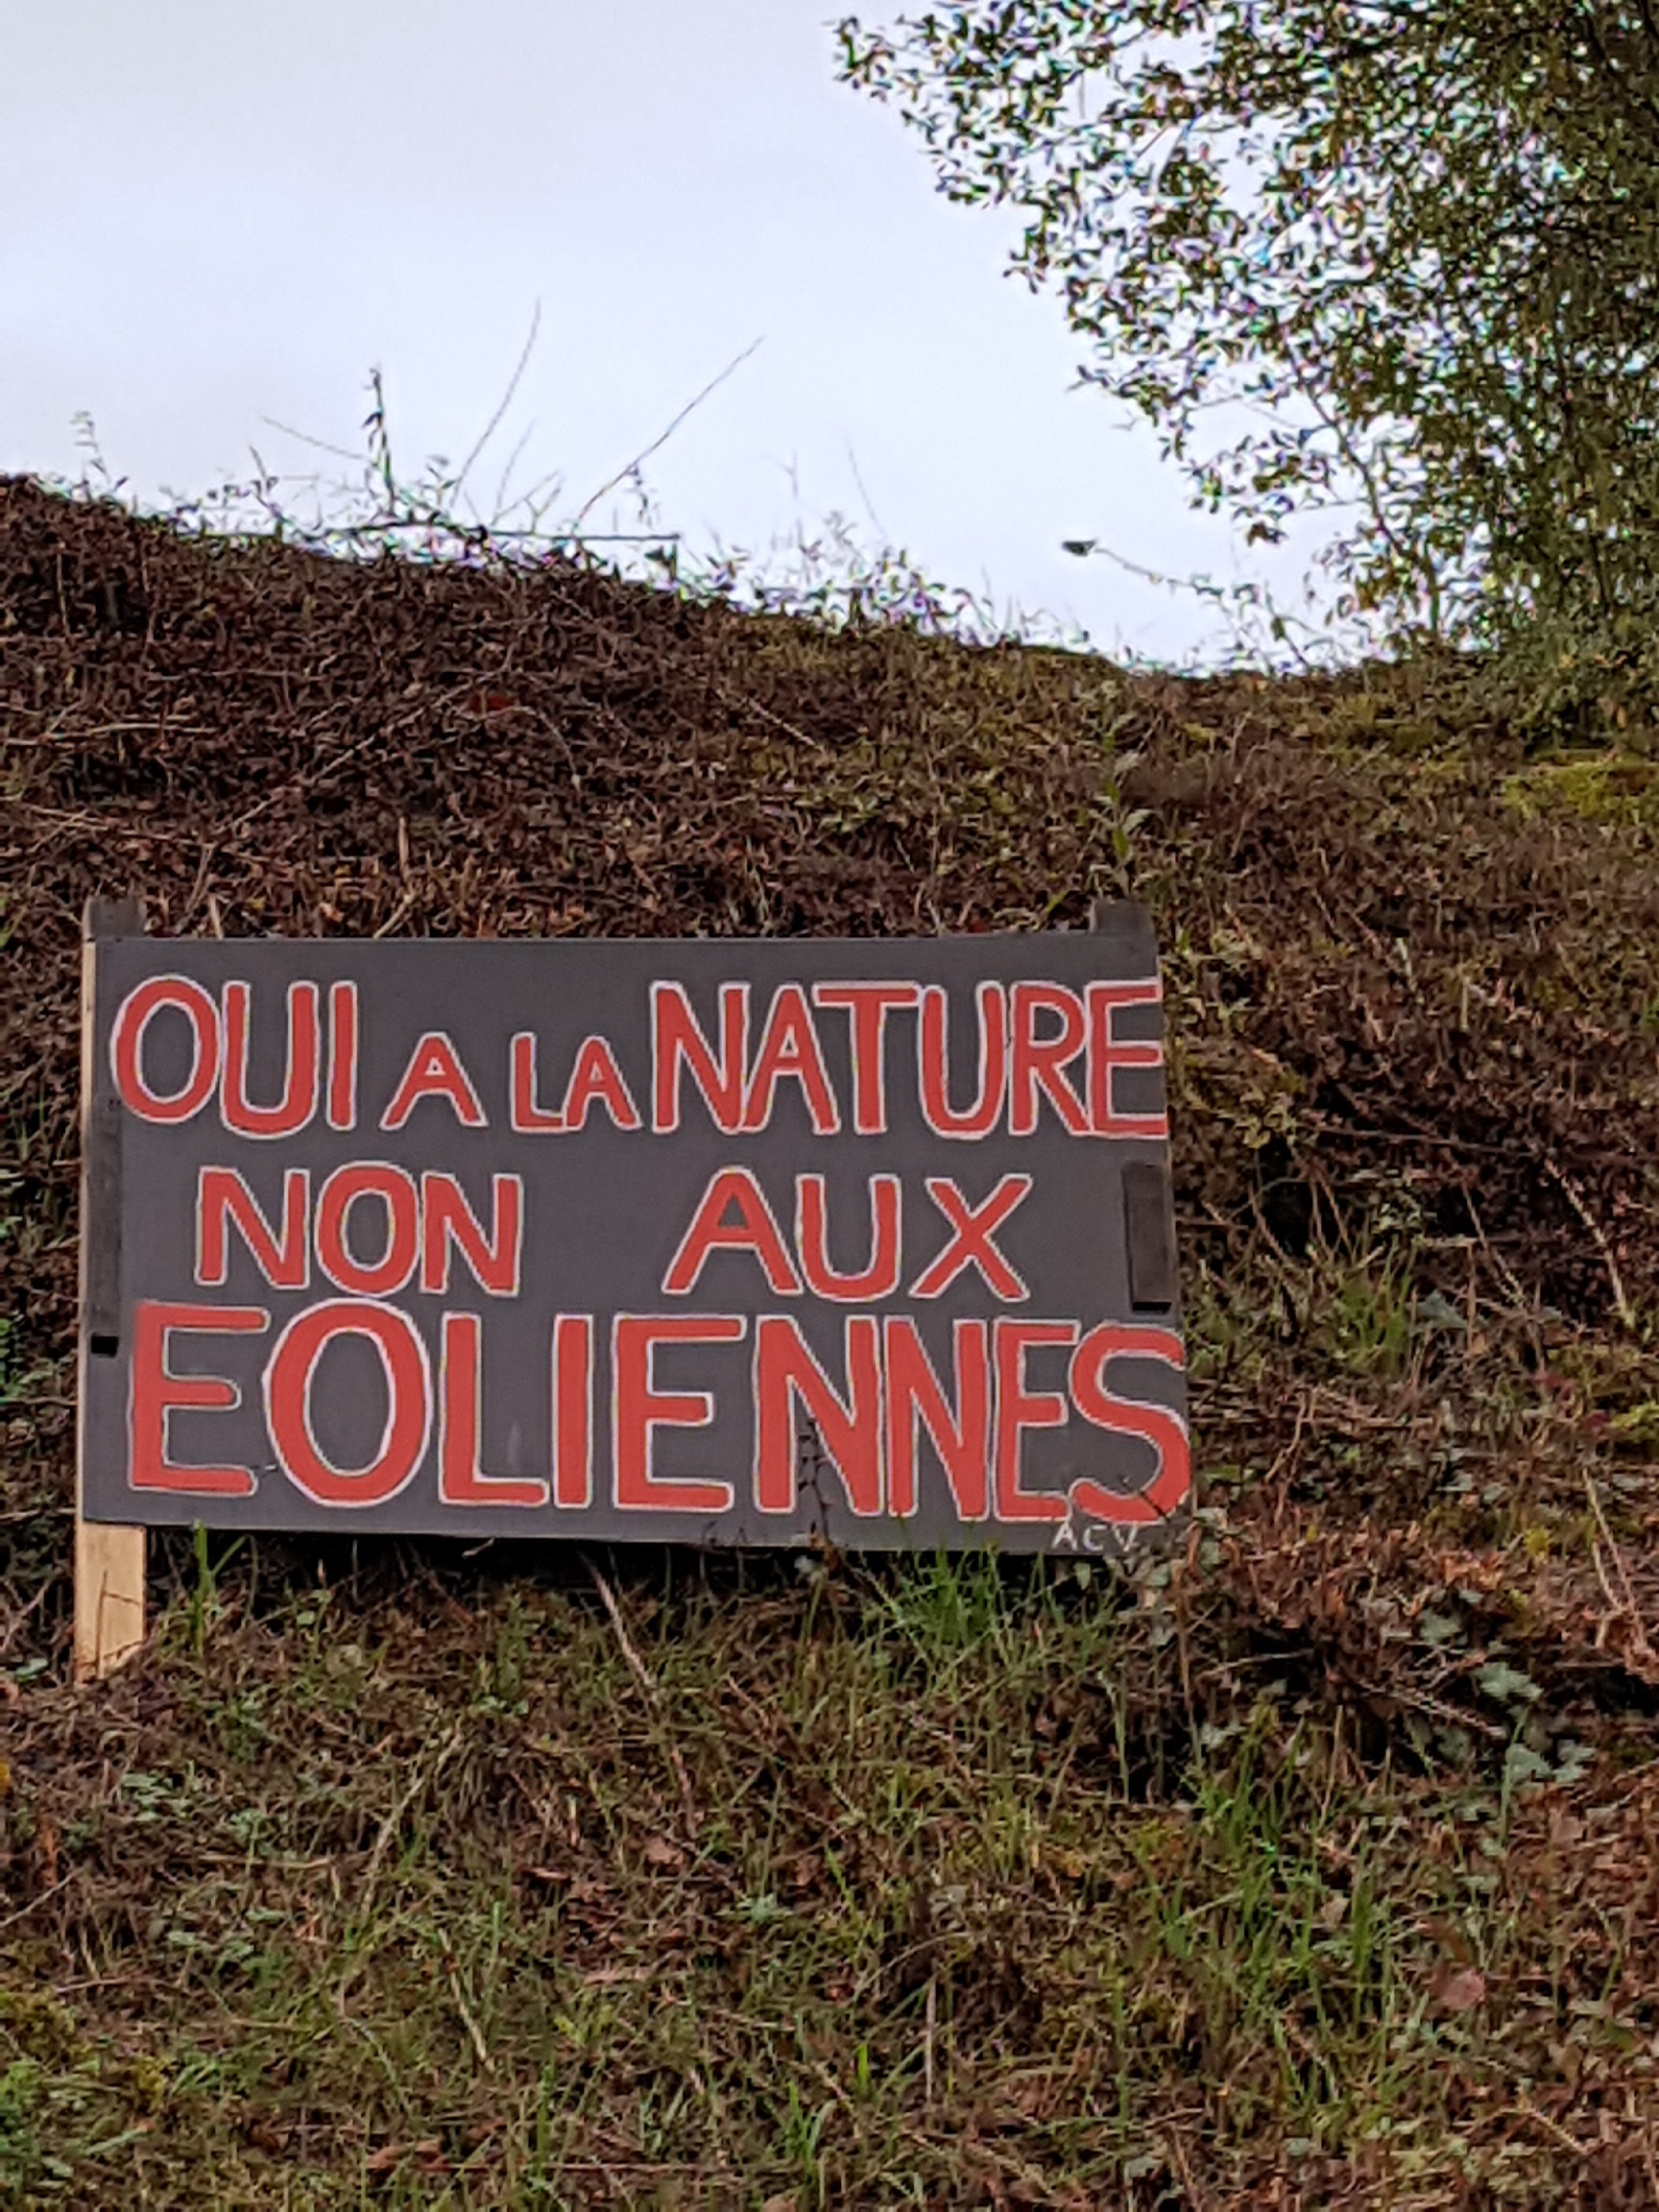 OUI A LA NATURE
NON AUX
EOLIENNES
ACV